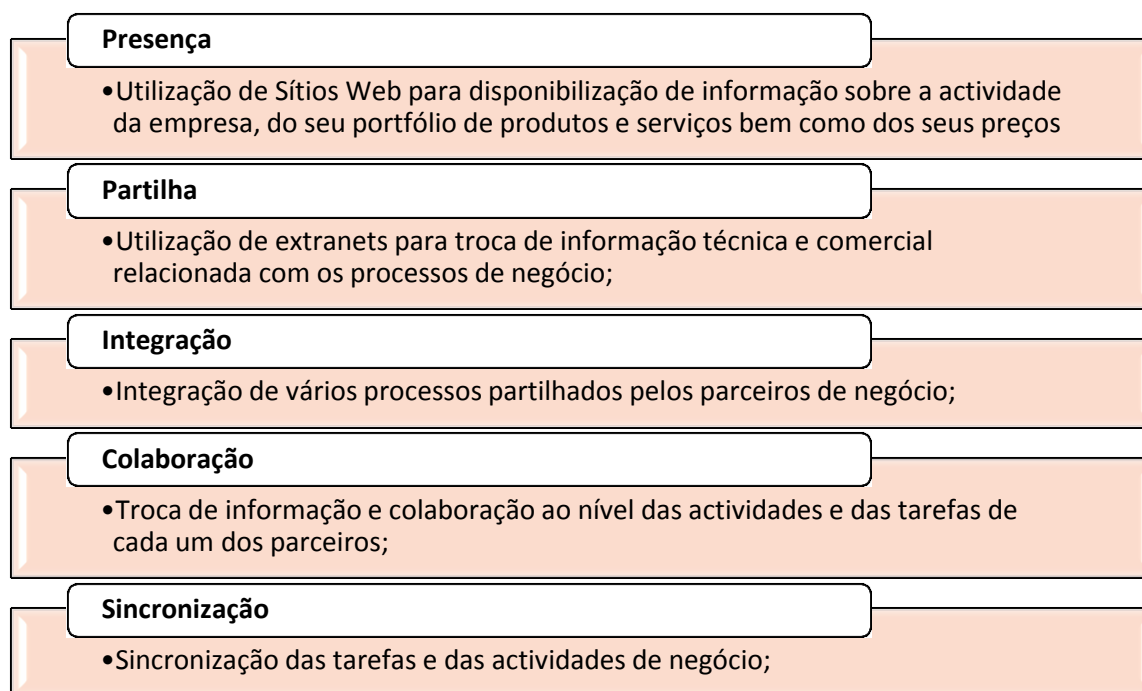 Presença
•Utilização de Sítios Web para disponibilização de informação sobre a actividade
da empresa, do seu portfólio de produtos e serviços bem como dos seus preços
Partilha
•Utilização de extranets para troca de informação técnica e comercial
relacionada com os processos de negócio;
Integração
•Integração de vários processos partilhados pelos parceiros de negócio;
Colaboração
•Troca de informação e colaboração ao nível das actividades e das tarefas de
cada um dos parceiros;
Sincronização
•Sincronização das tarefas e das actividades de negócio;